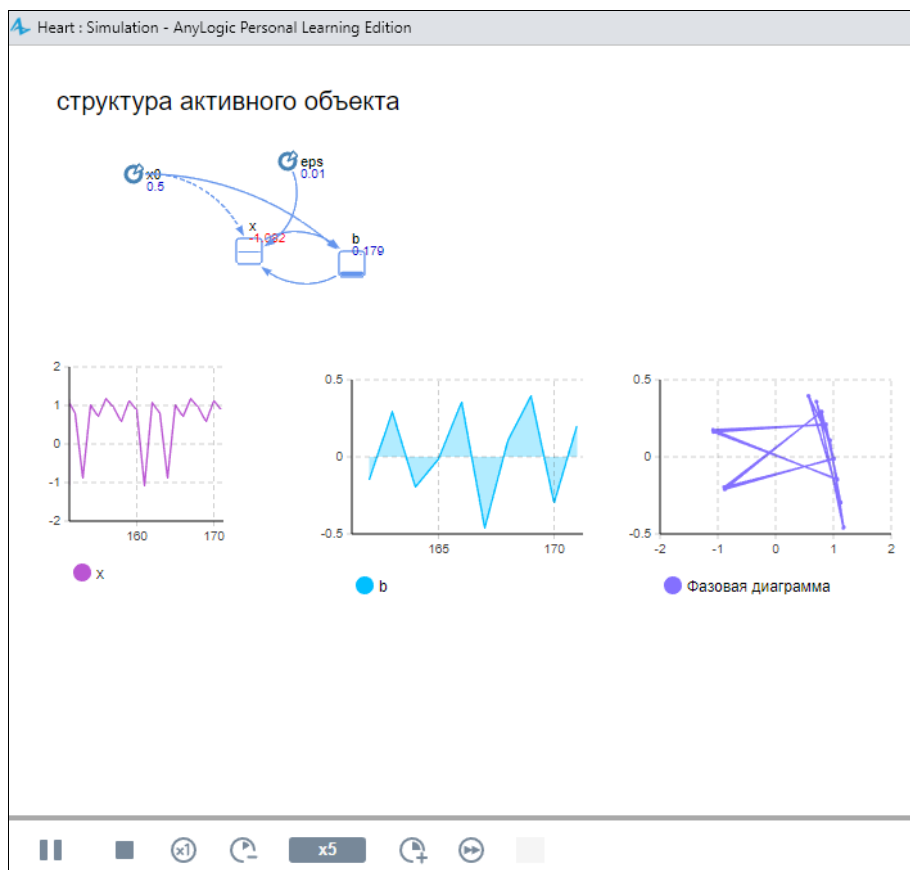 Heart : Simulation - AnyLogic Personal Learning Edition
структура активного объекта
x0
0.5
eps
0.01
x
-1.092
b
0.179
2
1
0
-1
-2
160
170
x
0.5
0
-0.5
165
170
b
0.5
0
-0.5
-2
-1
0
1
2
Фазовая диаграмма
x1
x5